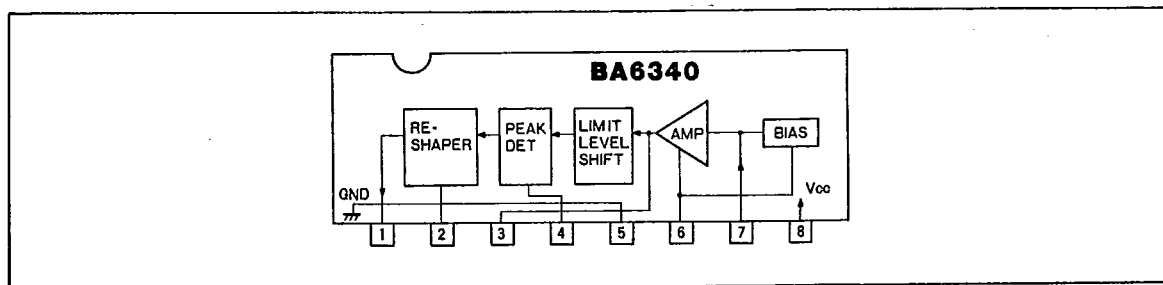 BA6340
RE-
SHAPER
PEAK
DET
LIMIT
LEVEL
SHIFT
AMP
BIAS
GND
Vcc
1 2 3 4 5 6 7 8